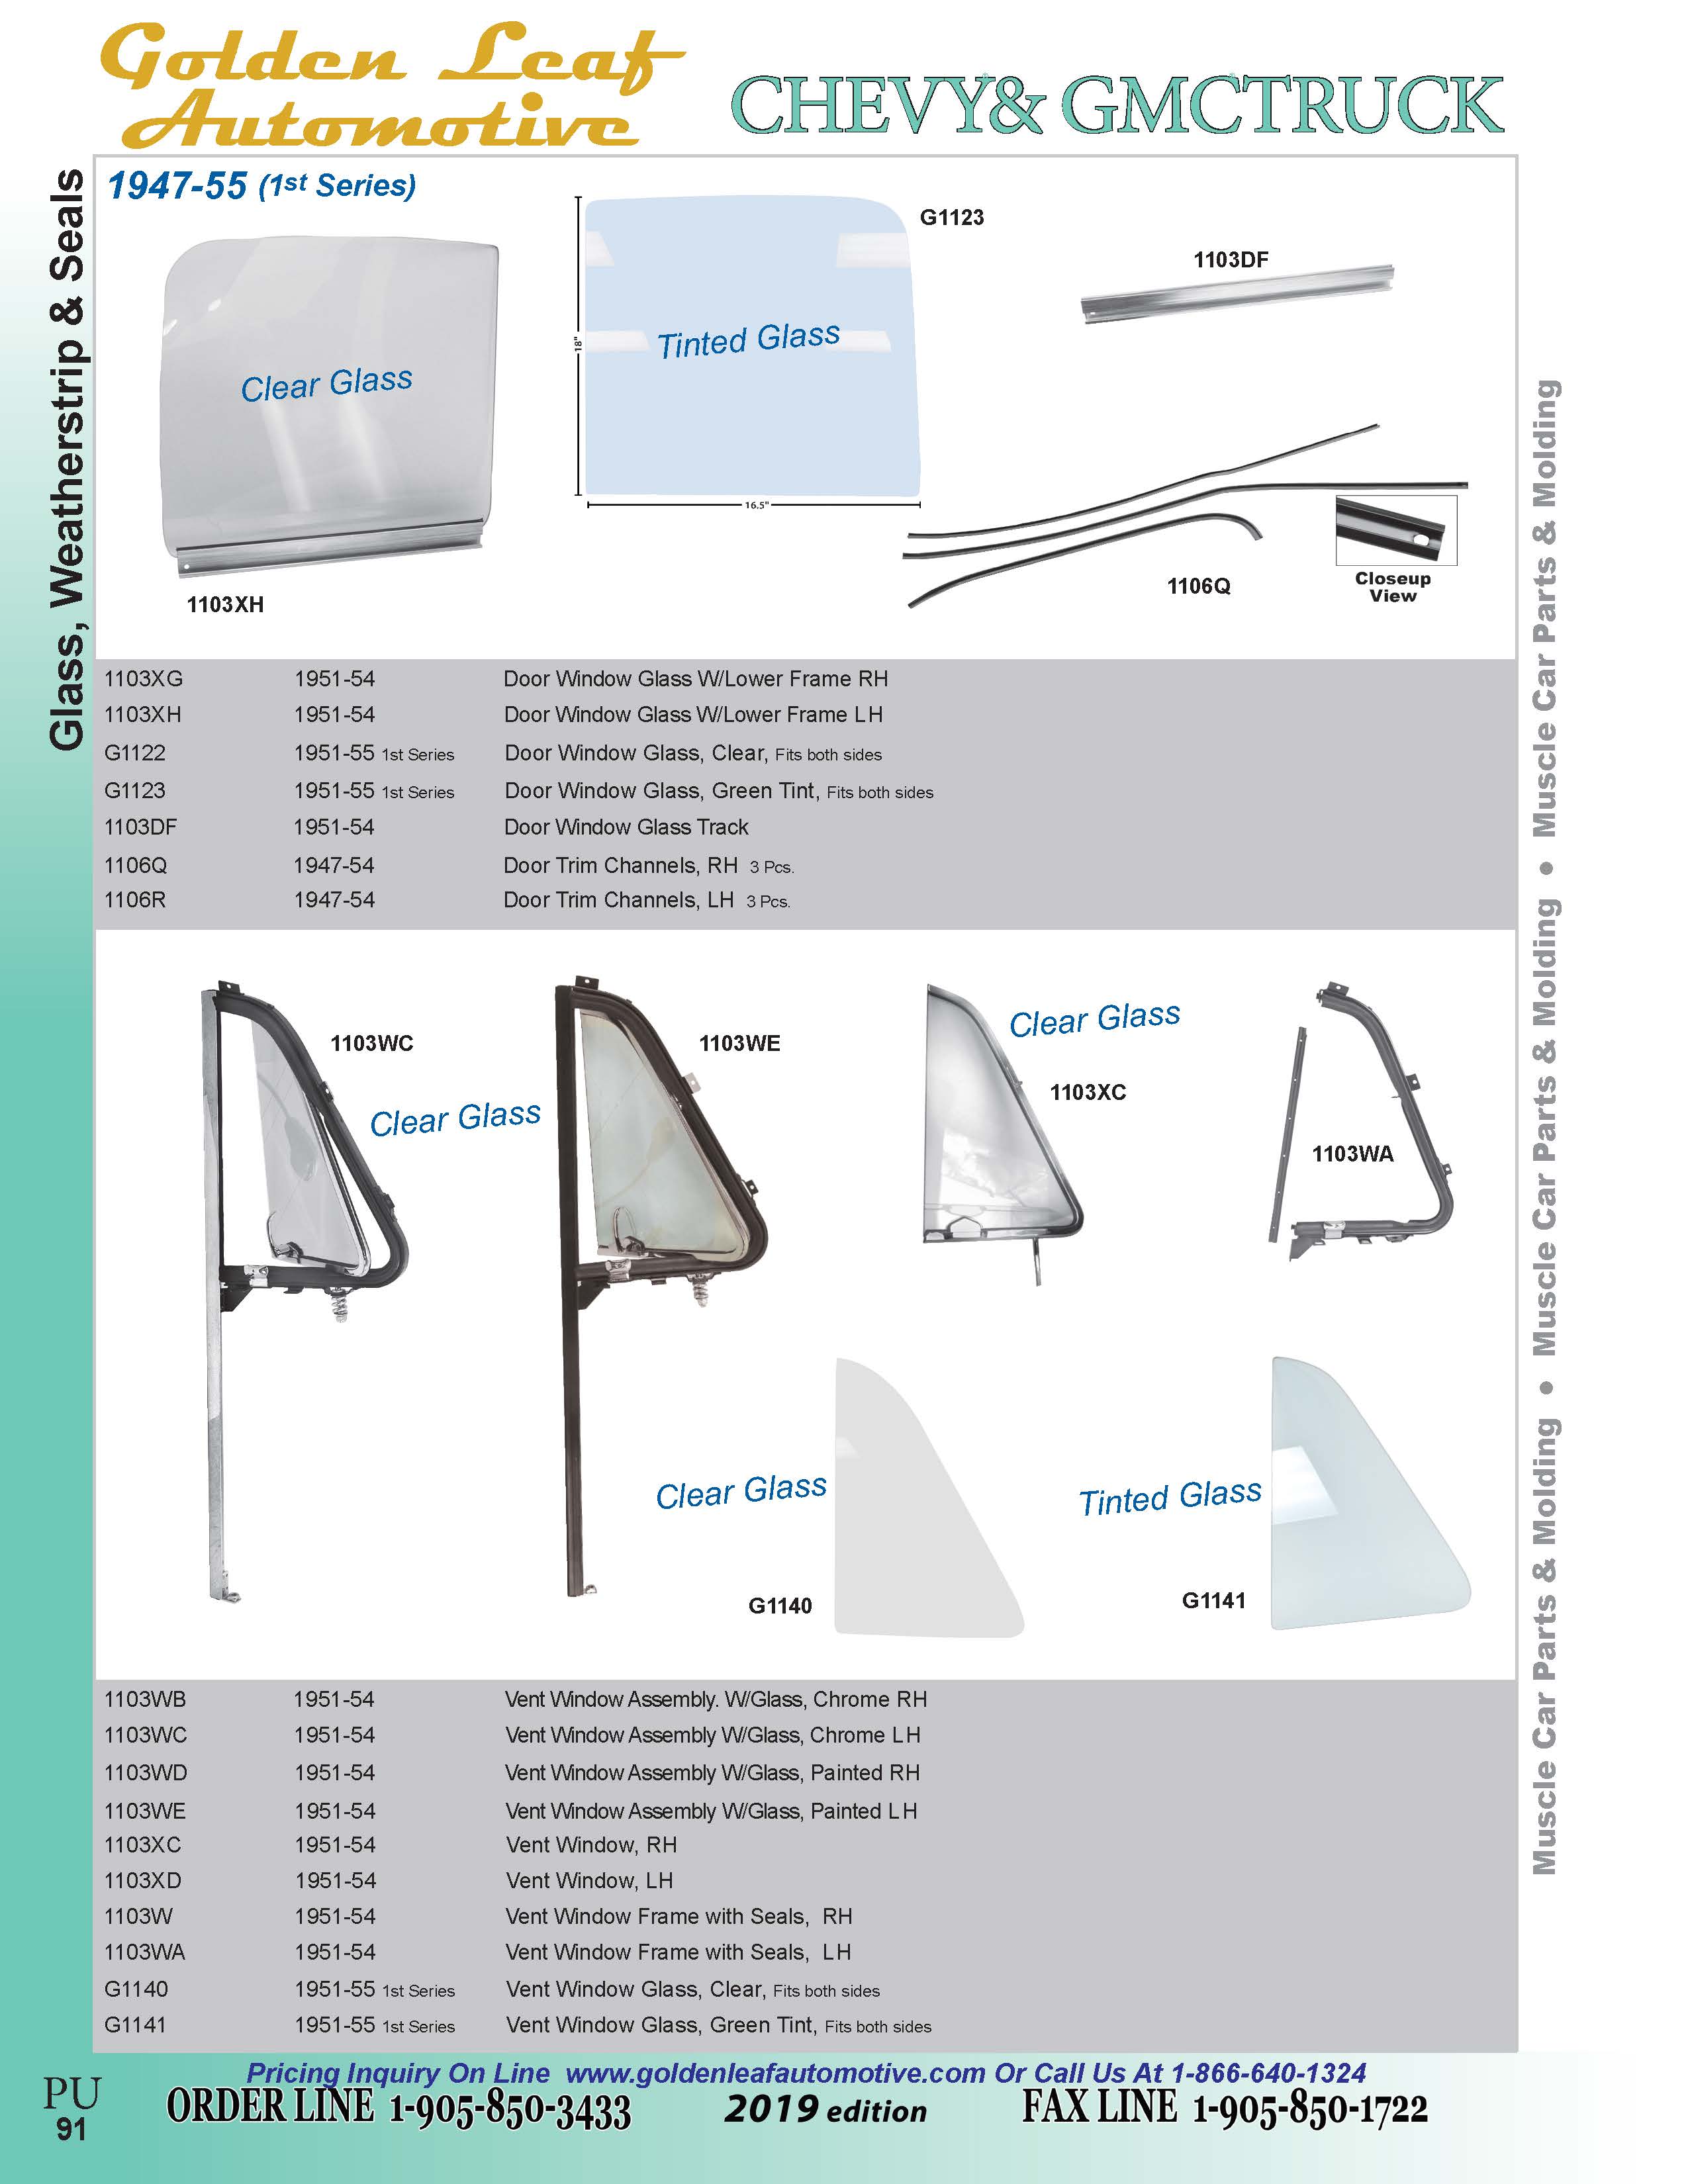 Golden Leaf
Automotive
CHEVY& GMCTRUCK
Glass, Weatherstrip & Seals
1947-55 (1st Series)
G1123
1103DF
18"
Tinted Glass
Clear Glass
16.5"
1106Q
Closeup
View
1103XH
1103XG 1951-54 Door Window Glass W/Lower Frame RH
1103XH 1951-54 Door Window Glass W/Lower Frame LH
G1122 1951-55 1st Series Door Window Glass, Clear, Fits both sides
G1123 1951-55 1st Series Door Window Glass, Green Tint, Fits both sides
1103DF 1951-54 Door Window Glass Track
1106Q 1947-54 Door Trim Channels, RH 3 Pcs.
1106R 1947-54 Door Trim Channels, LH 3 Pcs.
1103WC
1103WE
Clear Glass
1103XC
Clear Glass
1103WA
Clear Glass
Tinted Glass
G1140
G1141
1103WB 1951-54 Vent Window Assembly. W/Glass, Chrome RH
1103WC 1951-54 Vent Window Assembly W/Glass, Chrome LH
1103WD 1951-54 Vent Window Assembly W/Glass, Painted RH
1103WE 1951-54 Vent Window Assembly W/Glass, Painted LH
1103XC 1951-54 Vent Window, RH
1103XD 1951-54 Vent Window, LH
1103W 1951-54 Vent Window Frame with Seals, RH
1103WA 1951-54 Vent Window Frame with Seals, LH
G1140 1951-55 1st Series Vent Window Glass, Clear, Fits both sides
G1141 1951-55 1st Series Vent Window Glass, Green Tint, Fits both sides
Muscle Car Parts & Molding • Muscle Car Parts & Molding • Muscle Car Parts & Molding
Pricing Inquiry On Line www.goldenleafautomotive.com Or Call Us At 1-866-640-1324
PU
91
ORDER LINE 1-905-850-3433 2019 edition FAX LINE 1-905-850-1722